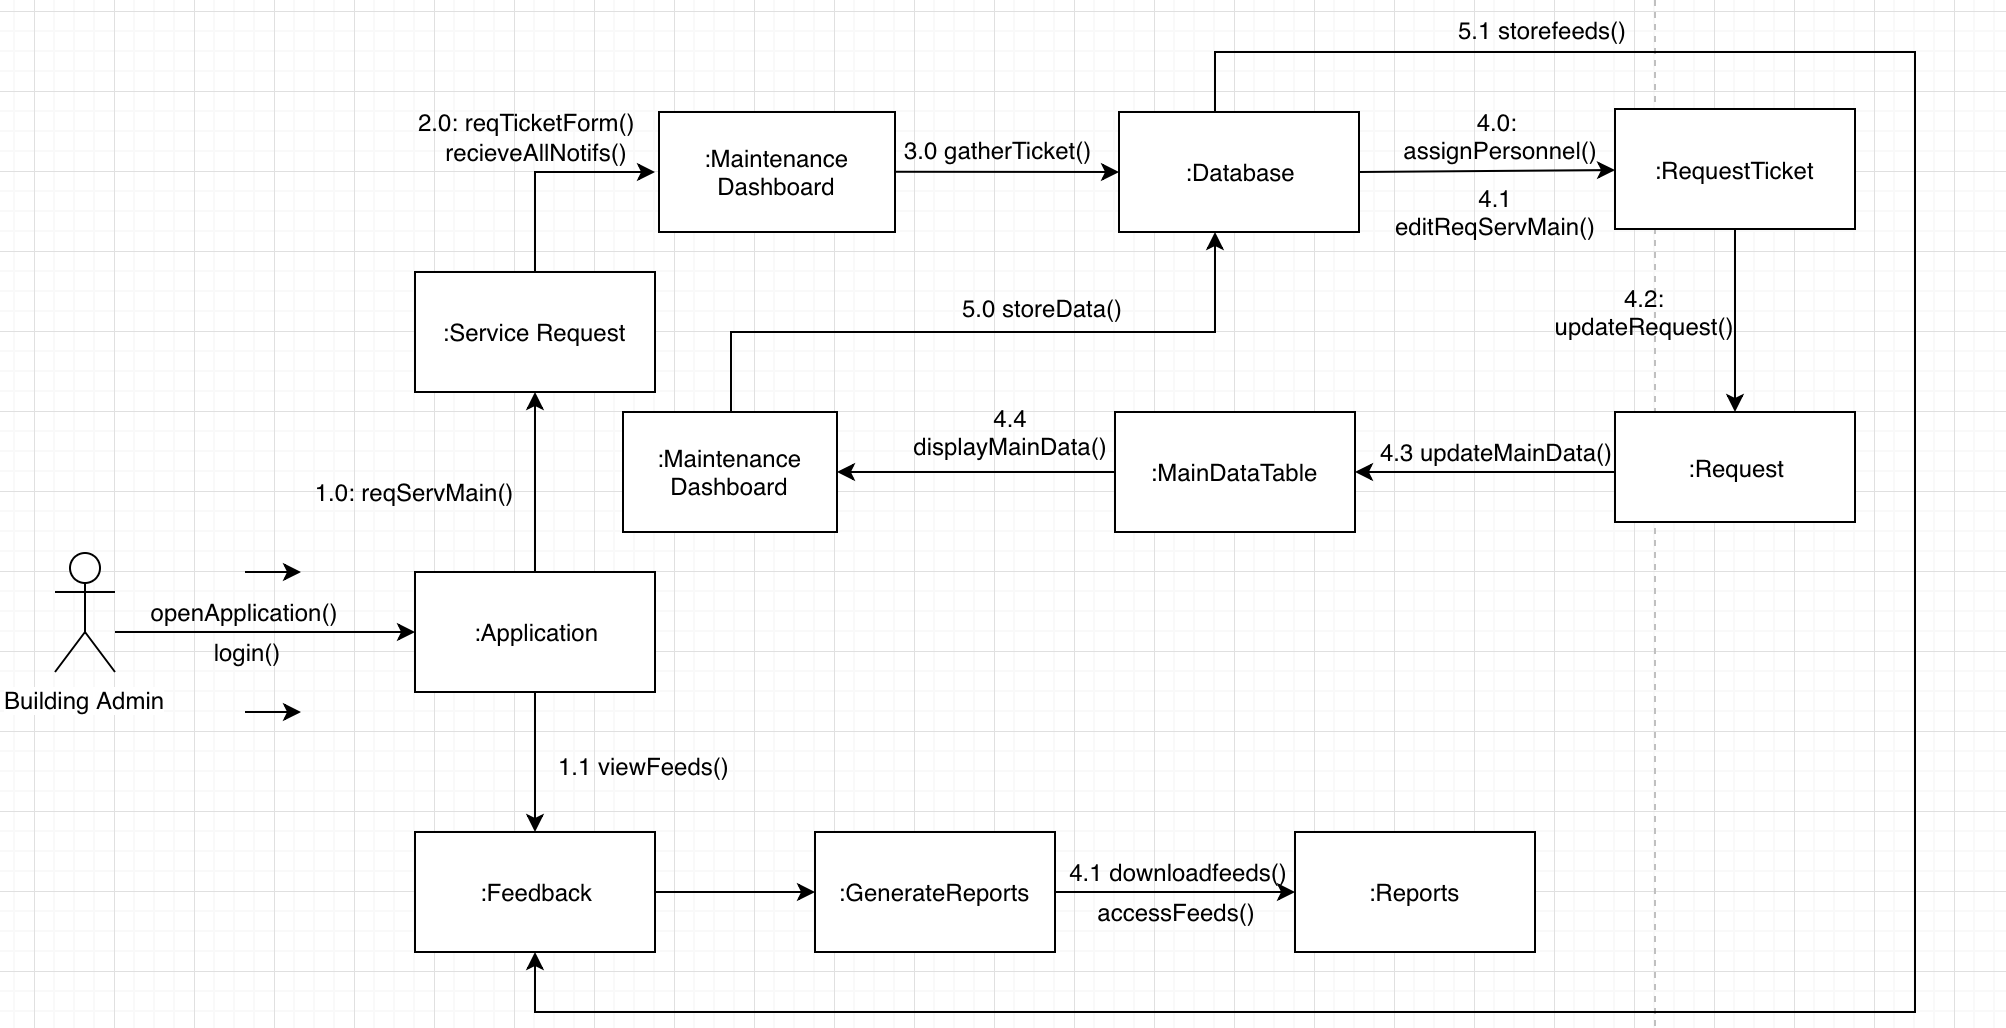 5.1 storefeeds()
2.0: reqTicketForm()
recieveAllNotifs()
:Maintenance
Dashboard
3.0 gatherTicket()
:Database
4.0:
assignPersonnel()
4.1
editReqServMain()
:RequestTicket
:Service Request
5.0 storeData()
4.2:
updateRequest()
:Maintenance
Dashboard
4.4
displayMainData()
:MainDataTable
4.3 updateMainData()
:Request
1.0: reqServMain()
openApplication()
login()
Building Admin
:Application
1.1 viewFeeds()
:Feedback
:GenerateReports
4.1 downloadfeeds()
accessFeeds()
:Reports